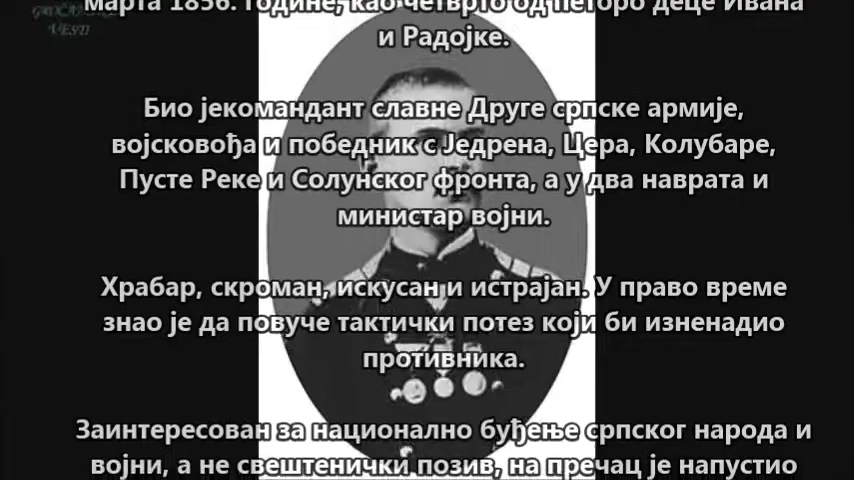 GROČANSKE
VESTI
марта 1856. године, као четврто од петоро деце Ивана
и Радојке.
Био јекомандант славне Друге српске армије,
војсковођа и победник с Једрена, Цера, Колубаре,
Пусте Реке и Солунског фронта, а у два наврата и
министар војни.
Храбар, скроман, искусан и истрајан. У право време
знао је да повуче тактички потез који би изненадио
противника.
Заинтересован за национално буђење српског народа и
војни, а не свештенички позив, на пречац је напустио